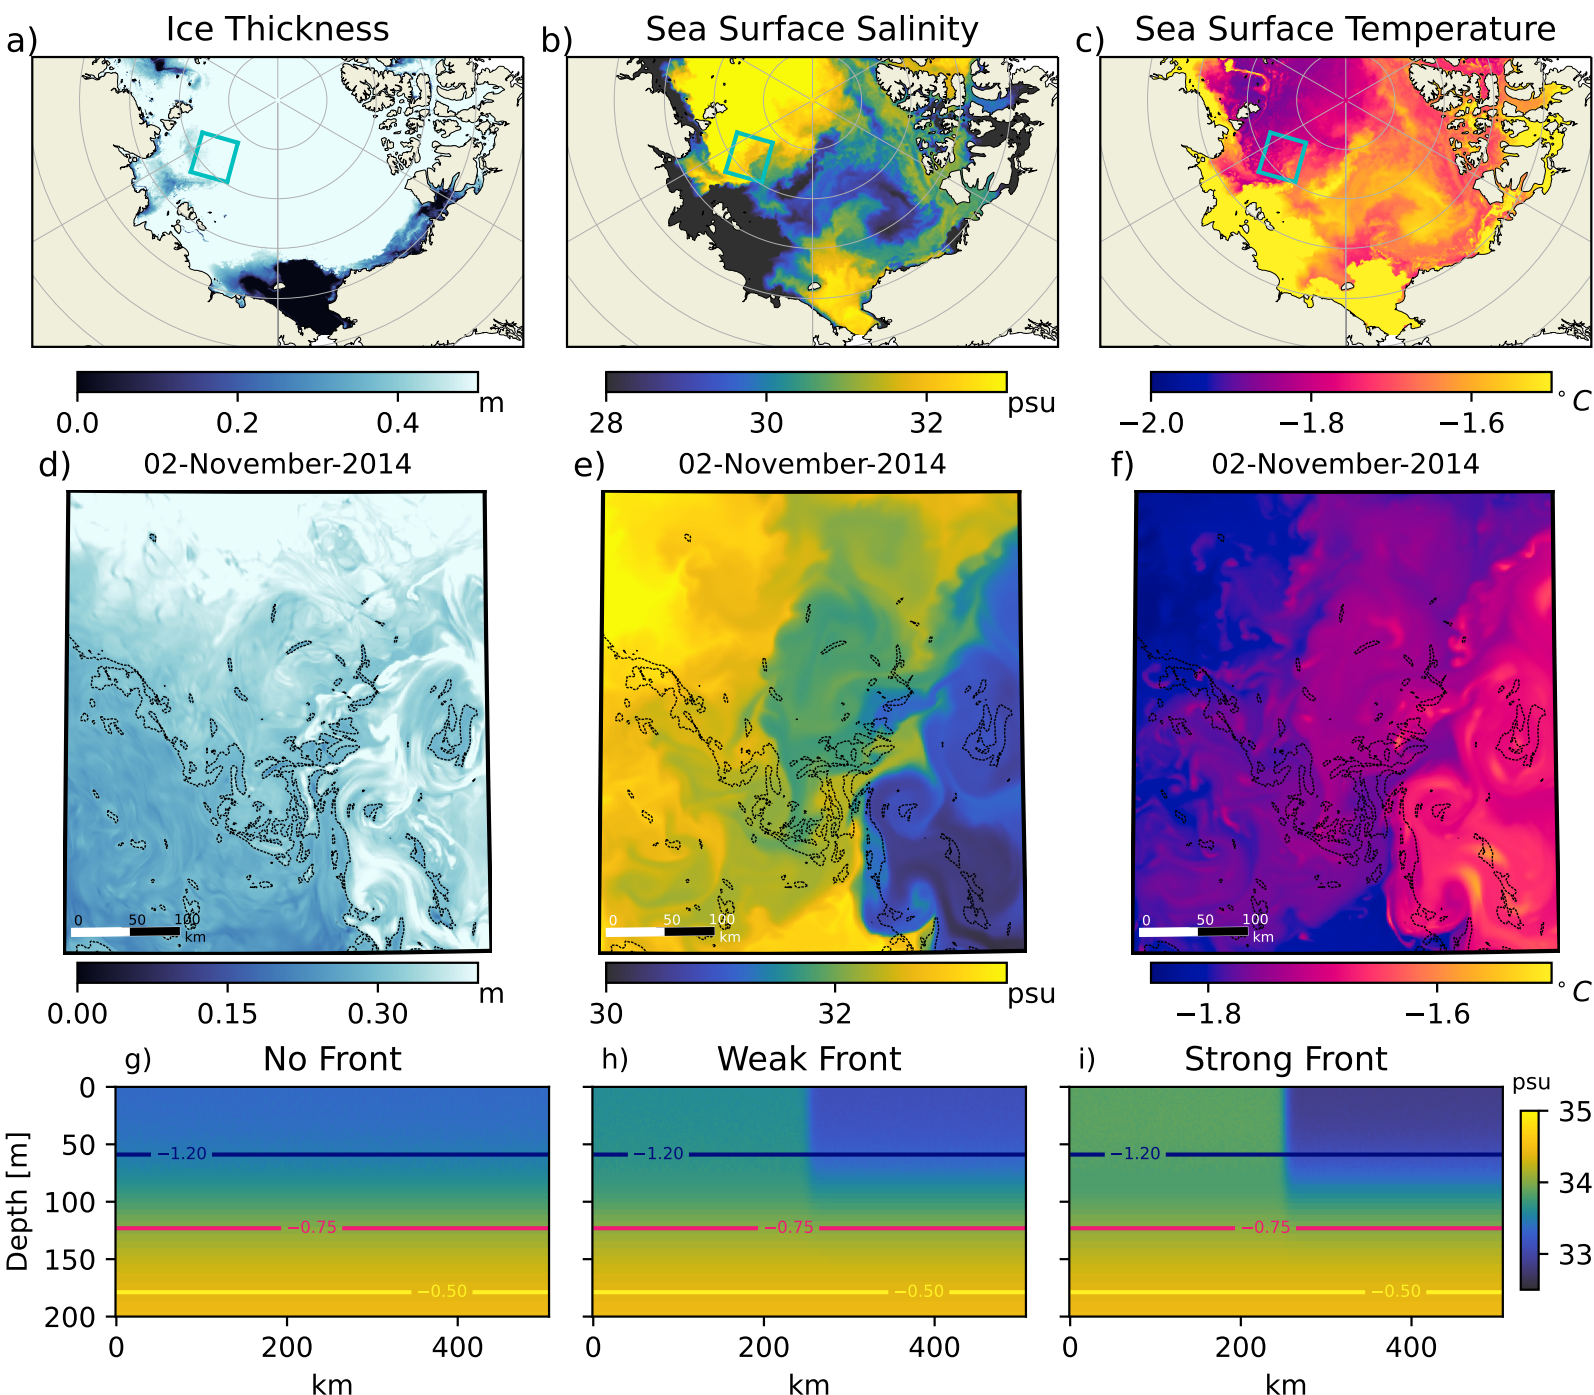 a) Ice Thickness b) Sea Surface Salinity c) Sea Surface Temperature
0.0 0.2 0.4 m 28 30 32 psu −2.0 −1.8 −1.6 °C
d) 02-November-2014 e) 02-November-2014 f) 02-November-2014
0 50 100 0 50 100 0 50 100
km km km
0.00 0.15 0.30 m 30 32 psu −1.8 −1.6 °C
g) No Front h) Weak Front i) Strong Front
psu
Depth [m]
0
50
100
150
200
−1.20 −1.20 −1.20
−0.75 −0.75 −0.75
−0.50 −0.50 −0.50
35
34
33
0 200 400 0 200 400 0 200 400
km km km